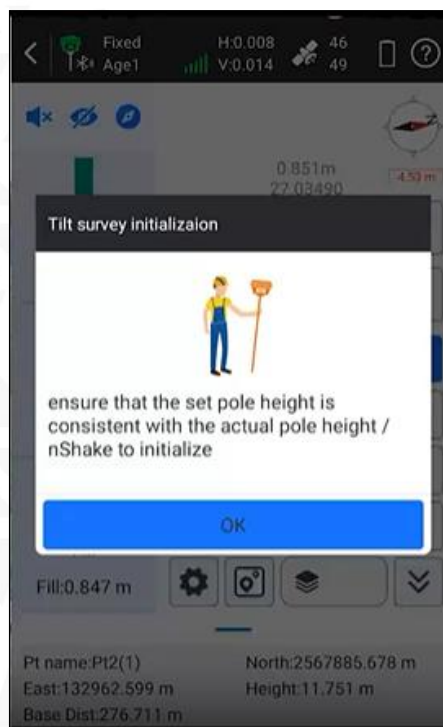 Fixed H:0.008 46
Age1 V:0.014 49
0.851m
27.03490
4.53 m
Tilt survey initializaion
ensure that the set pole height is
consistent with the actual pole height /
nShake to initialize
OK
Fill:0.847 m
Pt name:Pt2(1) North:2567885.678 m
East:132962.599 m Height:11.751 m
Base Dist:276.711 m